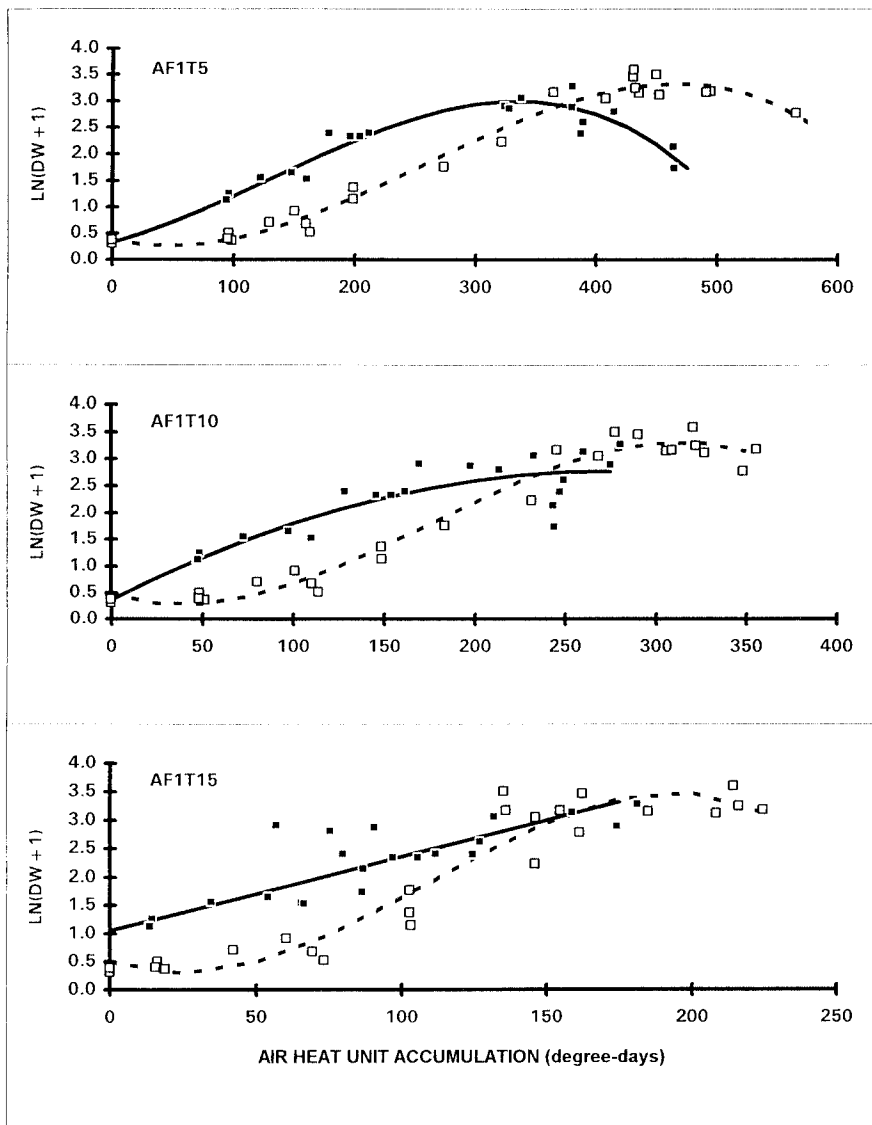 AF1T5
LN(DW + 1)
4.0
3.5
3.0
2.5
2.0
1.5
1.0
0.5
0.0
0 100 200 300 400 500 600
AF1T10
LN(DW + 1)
4.0
3.5
3.0
2.5
2.0
1.5
1.0
0.5
0.0
0 50 100 150 200 250 300 350 400
AF1T15
LN(DW + 1)
4.0
3.5
3.0
2.5
2.0
1.5
1.0
0.5
0.0
0 50 100 150 200 250
AIR HEAT UNIT ACCUMULATION (degree-days)